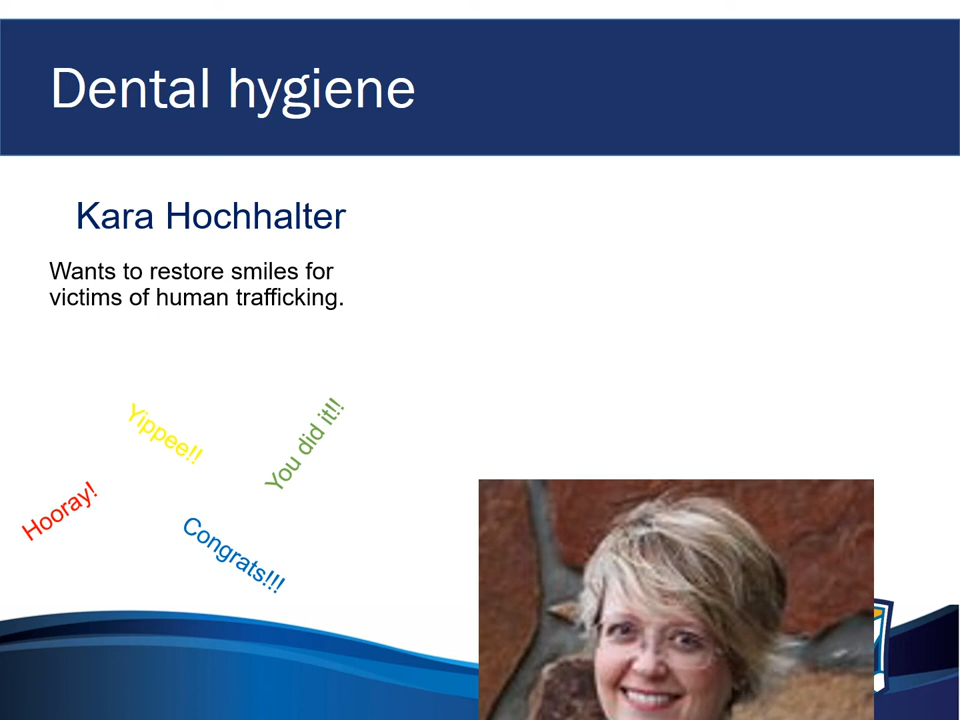 Dental hygiene
Kara Hochhalter
Wants to restore smiles for
victims of human trafficking.
Yippee!!
You did it!!
Hooray!
Congrats!!!